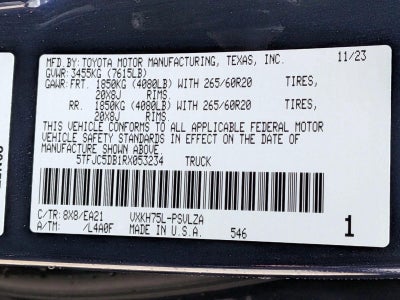 MFD. BY: TOYOTA MOTOR MANUFACTURING, TEXAS, INC. 11/23
GVWR: 3455KG (7615LB)
GAWR: FRT. 1850KG (4080LB) WITH 265/60R20 TIRES,
20X8J RIMS.
RR. 1850KG (4080LB) WITH 265/60R20 TIRES,
20X8J RIMS
THIS VEHICLE CONFORMS TO ALL APPLICABLE FEDERAL MOTOR
VEHICLE SAFETY STANDARDS IN EFFECT ON THE DATE OF
MANUFACTURE SHOWN ABOVE.
5TFJC5DB1RX053234 TRUCK
C/TR: 8X8/EA21 VXKH75L-PSVLZA
A/TM: /L4A0F MADE IN U.S.A. 546 1